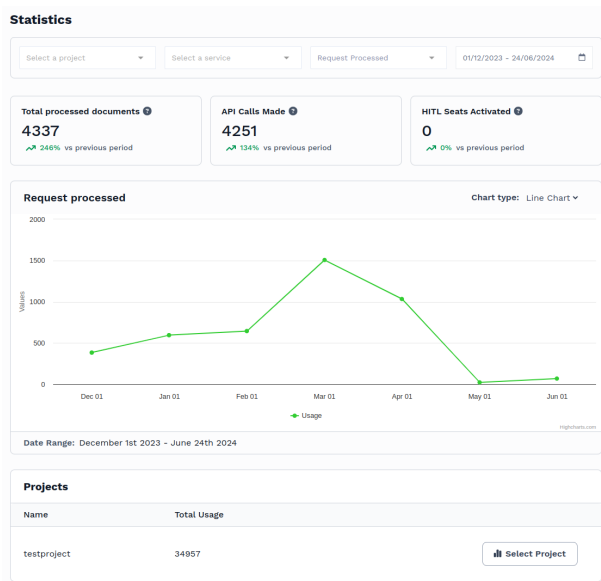 Statistics
Select a project Select a service Request Processed 01/12/2023 - 24/06/2024
Total processed documents ? API Calls Made ? HITL Seats Activated ?
4337 4251 0
246% vs previous period 134% vs previous period 0% vs previous period
Request processed Chart type: Line Chart
2000
1500
1000
500
0
Values
Dec 01 Jan 01 Feb 01 Mar 01 Apr 01 May 01 Jun 01
Usage
Highcharts.com
Date Range: December 1st 2023 - June 24th 2024
Projects
Name Total Usage
testproject 34957 Select Project